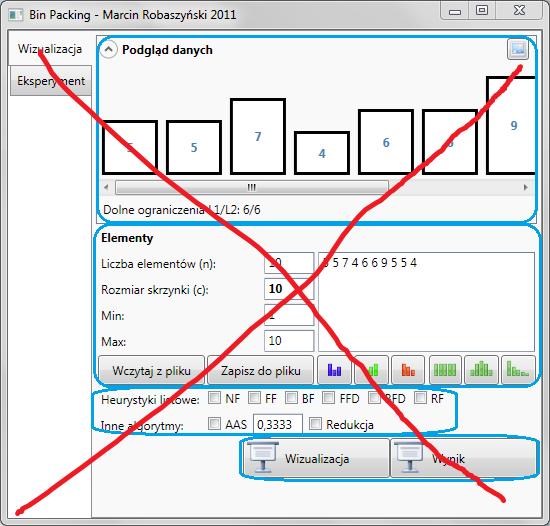 Bin Packing - Marcin Robaszyński 2011
Wizualizacja
Eksperyment
Podgląd danych
5 5 7 4 6 6 9
Dolne ograniczenia L1/L2: 6/6
Elementy
Liczba elementów (n): 10
5 5 7 4 6 6 9 5 5 4
Rozmiar skrzynki (c): 10
Min: 1
Max: 10
Wczytaj z pliku Zapisz do pliku
Heurystyki listowe: NF FF BF FFD BFD RF
Inne algorytmy: AAS 0,3333 Redukcja
Wizualizacja Wynik